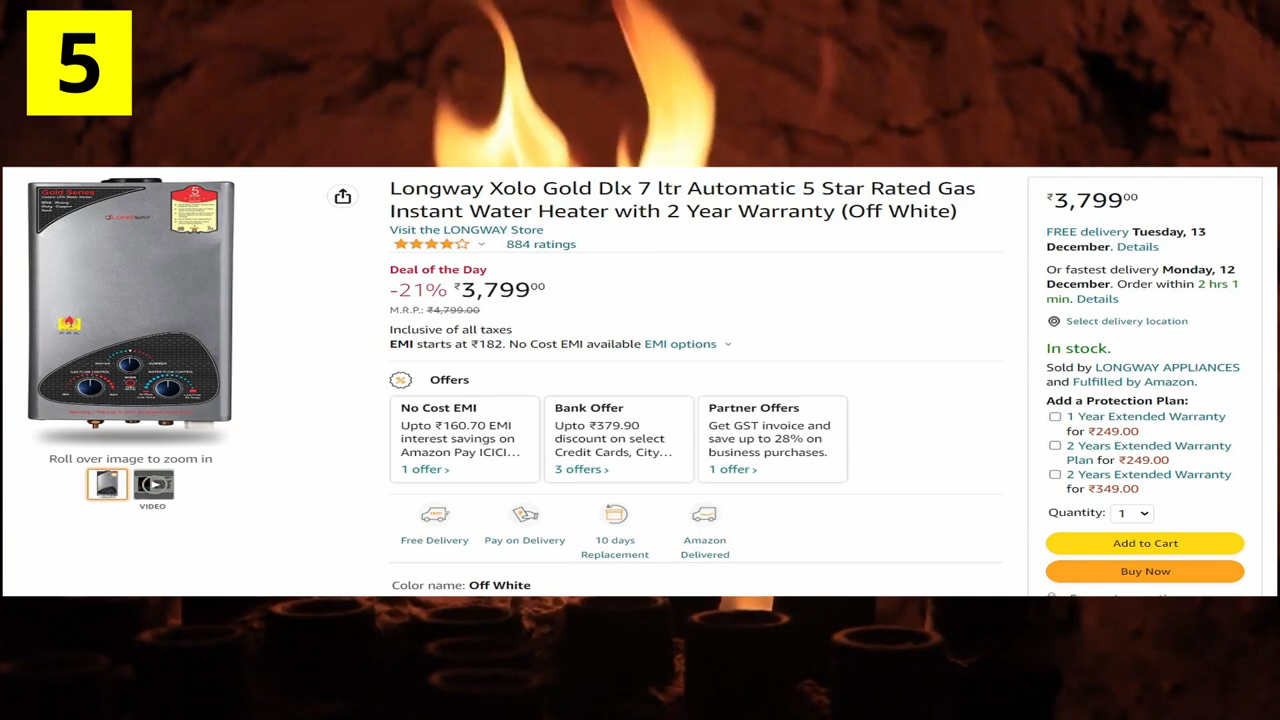 5
Longway Xolo Gold Dlx 7 ltr Automatic 5 Star Rated Gas
Instant Water Heater with 2 Year Warranty (Off White)
Visit the LONGWAY Store
884 ratings
Deal of the Day
-21% ₹3,79900
M.R.P.: ₹4,799.00
Inclusive of all taxes
EMI starts at ₹182. No Cost EMI available EMI options
Offers
No Cost EMI
Upto ₹160.70 EMI
interest savings on
Amazon Pay ICICI…
1 offer ›
Bank Offer
Upto ₹379.90
discount on select
Credit Cards, City…
3 offers ›
Partner Offers
Get GST invoice and
save up to 28% on
business purchases.
1 offer ›
Free Delivery
Pay on Delivery
10 days
Replacement
Amazon
Delivered
Color name: Off White
Gold Series
LONGWAY
GAS FLOW CONTROL
WATER FLOW CONTROL
Roll over image to zoom in
VIDEO
₹3,79900
FREE delivery Tuesday, 13
December. Details
Or fastest delivery Monday, 12
December. Order within 2 hrs 1
min. Details
Select delivery location
In stock.
Sold by LONGWAY APPLIANCES
and Fulfilled by Amazon.
Add a Protection Plan:
1 Year Extended Warranty
for ₹249.00
2 Years Extended Warranty
Plan for ₹249.00
2 Years Extended Warranty
for ₹349.00
Quantity: 1
Add to Cart
Buy Now